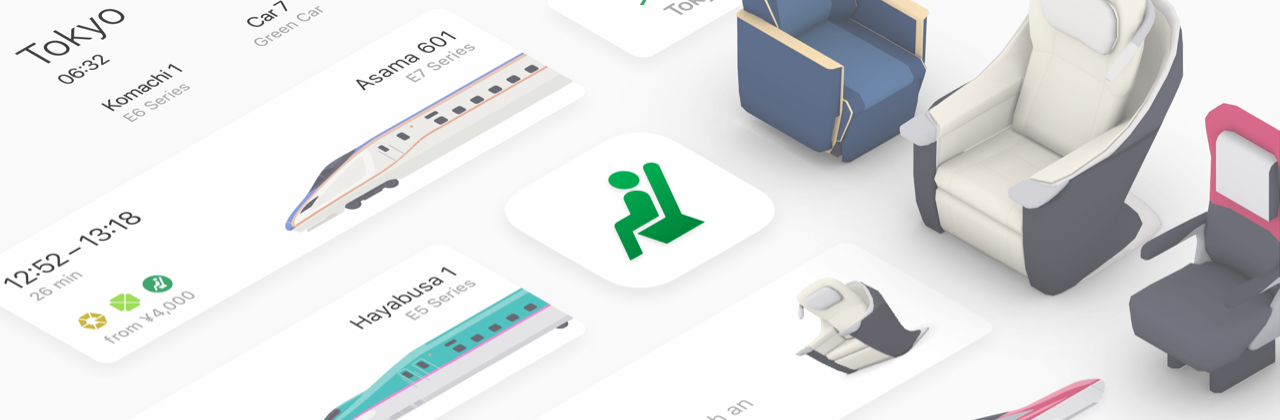 Tokyo
06:32
Komachi 1
E6 Series
Car 7
Green Car
Asama 601
E7 Series
12:52 – 13:18
26 min
from ¥4,000
Hayabusa 1
E5 Series
an